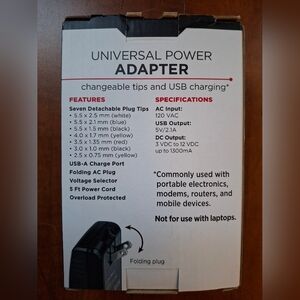 UNIVERSAL POWER
ADAPTER
changeable tips and USB charging*
FEATURES
Seven Detachable Plug Tips
• 5.5 x 2.5 mm (white)
• 5.5 x 2.1 mm (blue)
• 5.5 x 1.5 mm (black)
• 4.0 x 1.7 mm (yellow)
• 3.5 x 1.35 mm (red)
• 3.0 x 1.0 mm (black)
• 2.5 x 0.75 mm (yellow)
USB-A Charge Port
Folding AC Plug
Voltage Selector
5 Ft Power Cord
Overload Protected
SPECIFICATIONS
AC Input:
120 VAC
USB Output:
5V/2.1A
DC Output:
3 VDC to 12 VDC
up to 1300mA
*Commonly used with
portable electronics,
modems, routers, and
mobile devices.
Not for use with laptops.
Folding plug